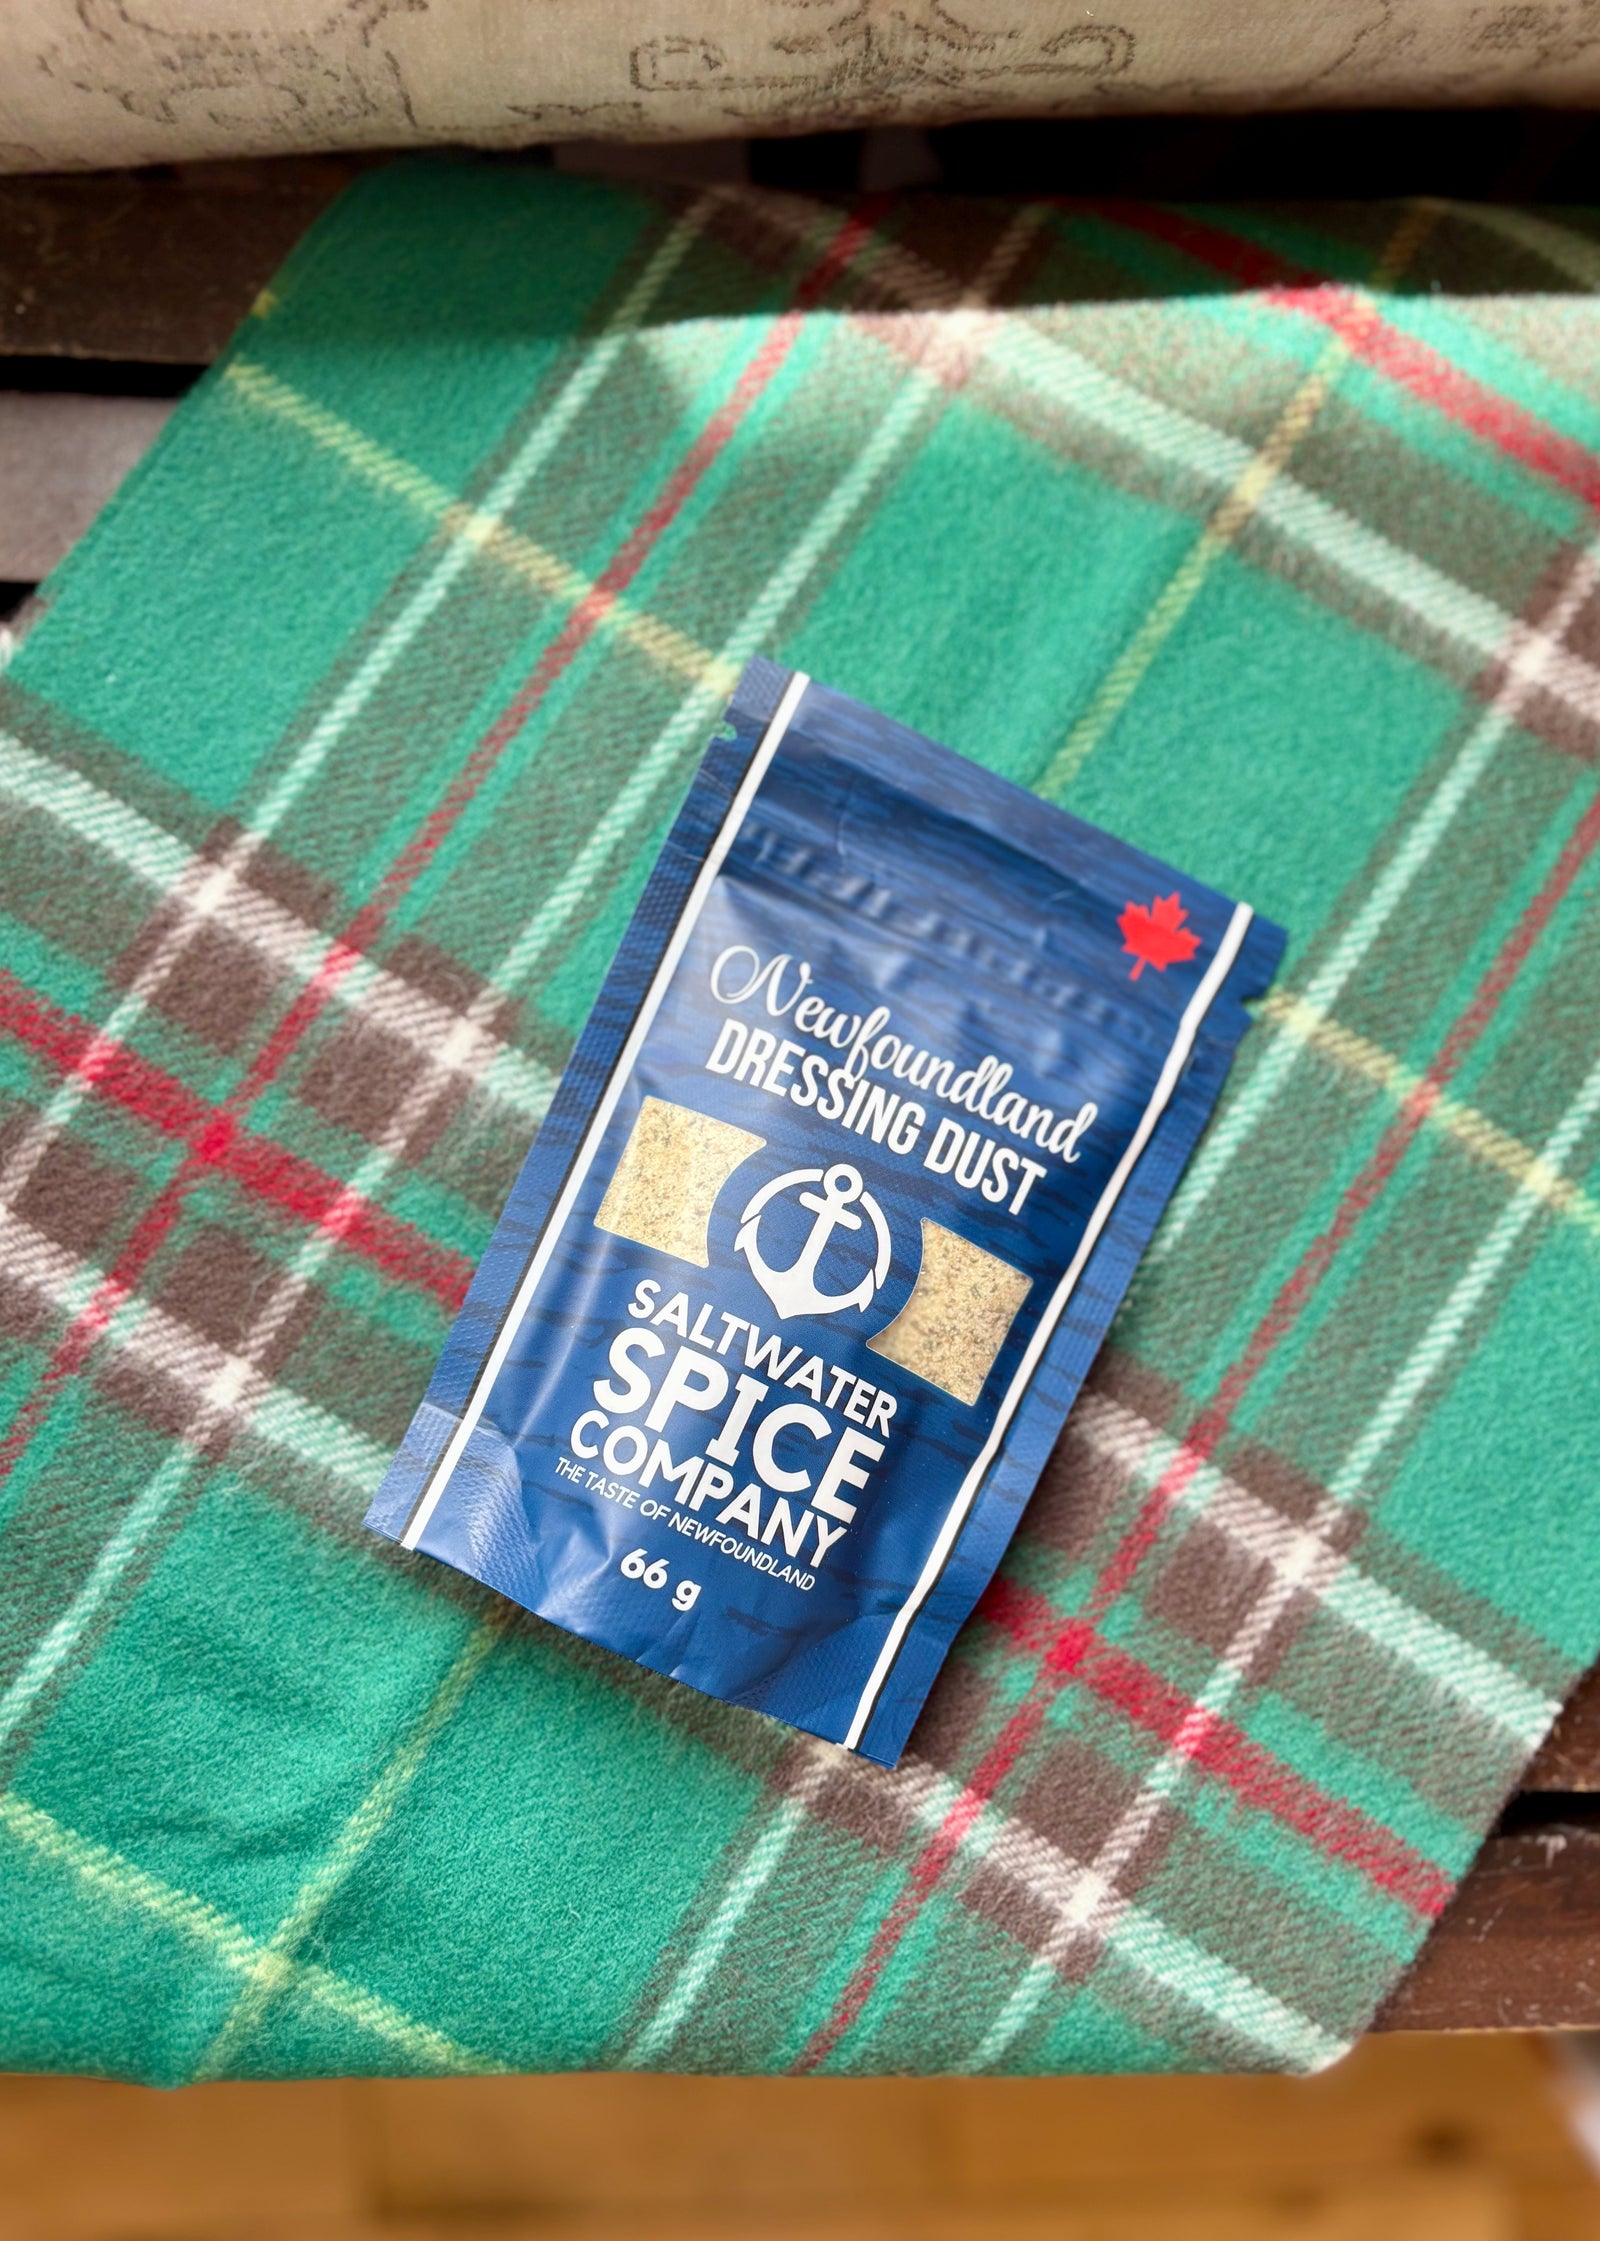 Newfoundland
DRESSING DUST
SALTWATER
SPICE
COMPANY
THE TASTE OF NEWFOUNDLAND
66 g